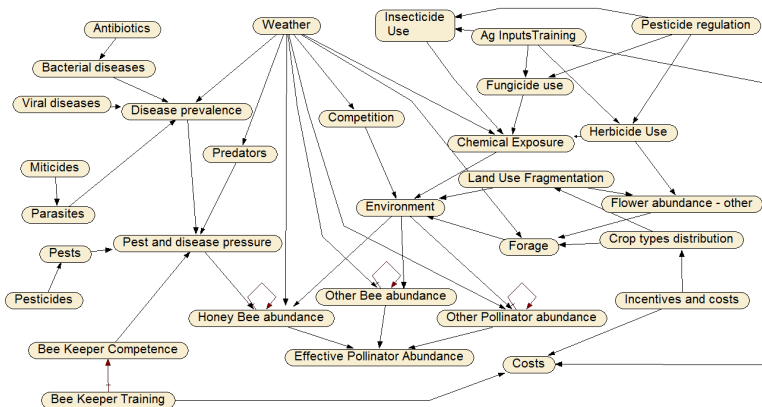 Antibiotics
Weather
Insecticide
Use
Ag InputsTraining
Pesticide regulation
Bacterial diseases
Fungicide use
Viral diseases
Disease prevalence
Competition
Chemical Exposure
Herbicide Use
Predators
Miticides
Land Use Fragmentation
Parasites
Environment
Flower abundance - other
Pests
Pest and disease pressure
Forage
Crop types distribution
Pesticides
Honey Bee abundance
Other Bee abundance
Other Pollinator abundance
Incentives and costs
Bee Keeper Competence
Effective Pollinator Abundance
Costs
Bee Keeper Training